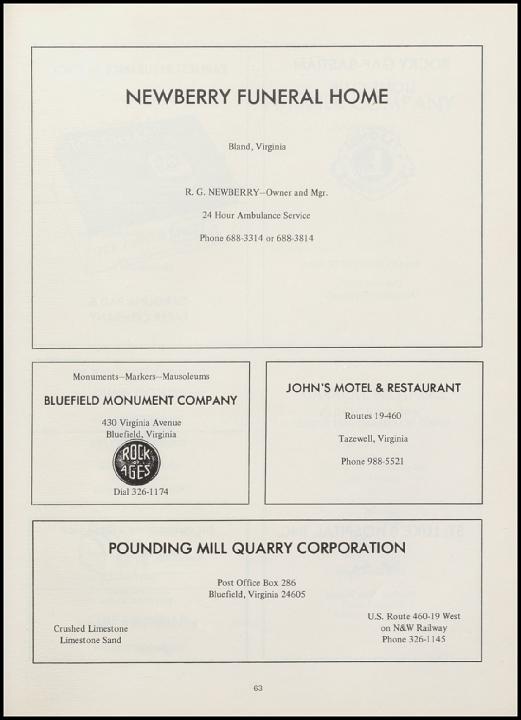 NEWBERRY FUNERAL HOME
Bland, Virginia
R. G. NEWBERRY—Owner and Mgr.
24 Hour Ambulance Service
Phone 688-3314 or 688-3814
Monuments—Markers—Mausoleums
BLUEFIELD MONUMENT COMPANY
430 Virginia Avenue
Bluefield, Virginia
ROCK
of
AGES
Dial 326-1174
JOHN'S MOTEL & RESTAURANT
Routes 19-460
Tazewell, Virginia
Phone 988-5521
POUNDING MILL QUARRY CORPORATION
Post Office Box 286
Bluefield, Virginia 24605
Crushed Limestone
Limestone Sand
U.S. Route 460-19 West
on N&W Railway
Phone 326-1145
63